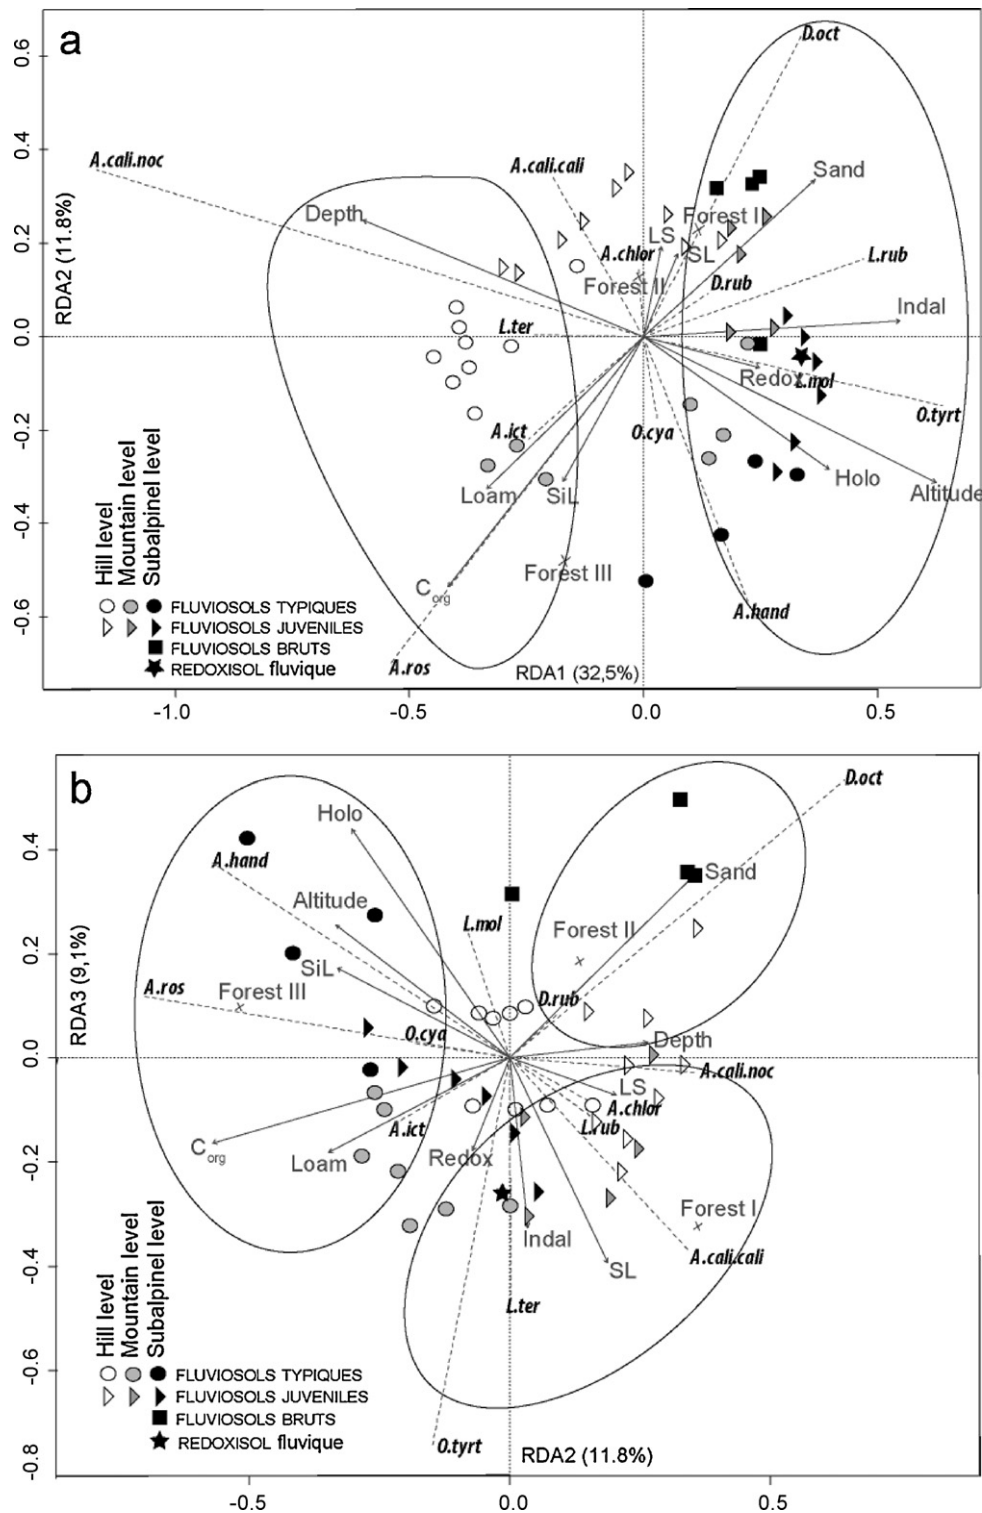 a
0.6
D.oct
0.4
A.cali.noc
A.cali.cali
Sand
Depth
Forest I
0.2
LS
SL
A.chlor
L.rub
RDA2 (11.8%)
Forest II
D.rub
Indal
L.ter
0.0
Redox
L.mol
O.tyrt
-0.2
A.ict
O.cya
Holo
Loam
SiL
Altitude
-0.4
Forest III
Corg
A.hand
-0.6
A.ros
Hill level
Mountain level
Subalpinel level
FLUVIOSOLS TYPIQUES
FLUVIOSOLS JUVENILES
FLUVIOSOLS BRUTS
REDOXISOL fluvique
RDA1 (32,5%)
-1.0
-0.5
0.0
0.5
b
D.oct
Holo
0.4
A.hand
Sand
Altitude
L.mol
Forest II
0.2
SiL
A.ros
Forest III
D.rub
RDA3 (9,1%)
O.cya
Depth
0.0
A.cali.noc
LS
A.chlor
A.ict
L.rub
Corg
Loam
Redox
-0.2
Forest I
Indal
A.cali.cali
SL
-0.4
L.ter
Hill level
Mountain level
Subalpinel level
-0.6
FLUVIOSOLS TYPIQUES
FLUVIOSOLS JUVENILES
FLUVIOSOLS BRUTS
REDOXISOL fluvique
O.tyrt
RDA2 (11.8%)
-0.8
-0.5
0.0
0.5